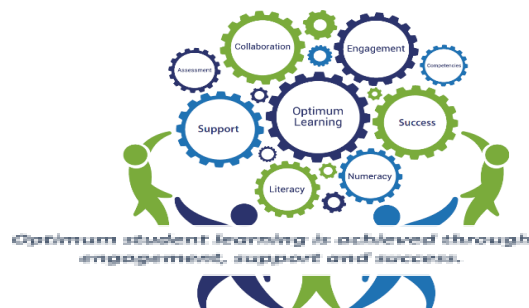 Collaboration
Engagement
Assessment
Competencies
Optimum
Learning
Support
Success
Literacy
Numeracy
Optimum student learning is achieved through
engagement, support and success.